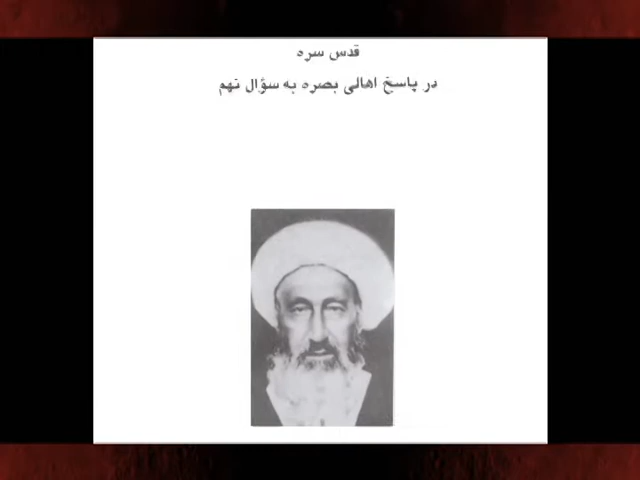 قدس سره
در پاسخ اهالی بصره به سؤال نهم